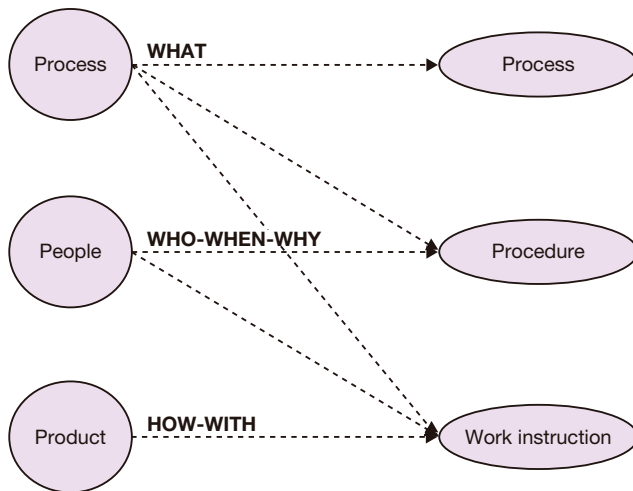 Process
WHAT
Process
People
WHO-WHEN-WHY
Procedure
Product
HOW-WITH
Work instruction